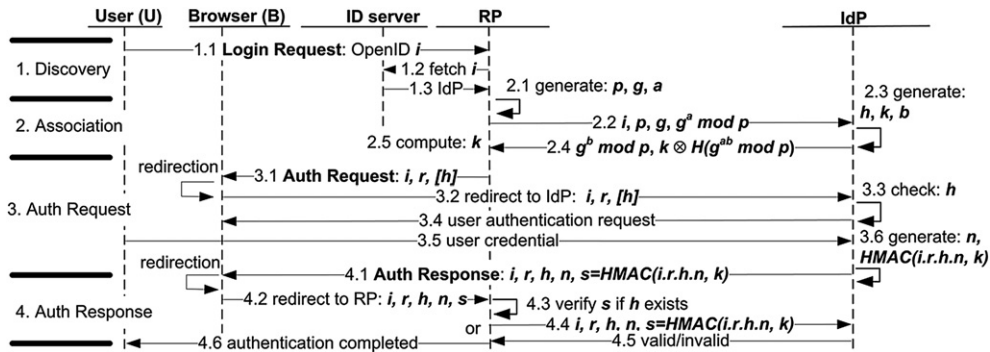 User (U) Browser (B) ID server RP IdP
1.1 Login Request: OpenID i
1. Discovery
1.2 fetch i
1.3 IdP
2.1 generate: p, g, a
2.3 generate:
h, k, b
2. Association
2.2 i, p, g, g^a mod p
2.5 compute: k
2.4 g^b mod p, k ⊗ H(g^ab mod p)
redirection
3.1 Auth Request: i, r, [h]
3.2 redirect to IdP: i, r, [h]
3.3 check: h
3. Auth Request
3.4 user authentication request
3.5 user credential
3.6 generate: n,
HMAC(i.r.h.n, k)
redirection
4.1 Auth Response: i, r, h, n, s=HMAC(i.r.h.n, k)
4.2 redirect to RP: i, r, h, n, s
4.3 verify s if h exists
4. Auth Response
or
4.4 i, r, h, n, s=HMAC(i.r.h.n, k)
4.6 authentication completed
4.5 valid/invalid